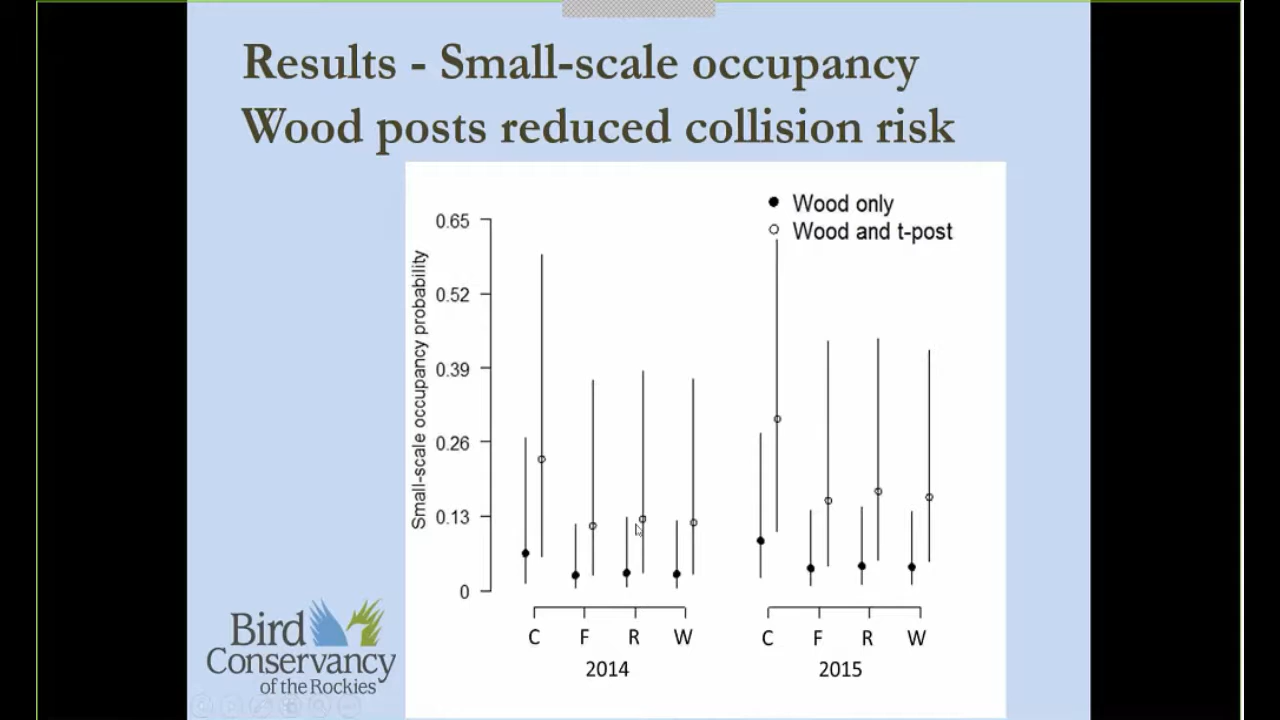 Results - Small-scale occupancy
Wood posts reduced collision risk
Wood only
Wood and t-post
Small-scale occupancy probability
0.65
0.52
0.39
0.26
0.13
0
C F R W
2014
C F R W
2015
Bird
Conservancy
of the Rockies